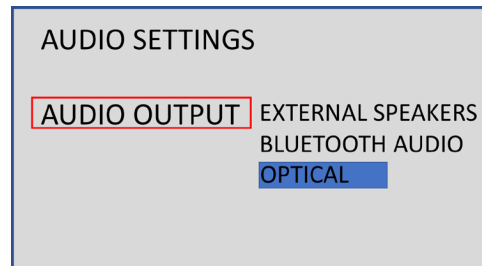 AUDIO SETTINGS
AUDIO OUTPUT EXTERNAL SPEAKERS
BLUETOOTH AUDIO
OPTICAL